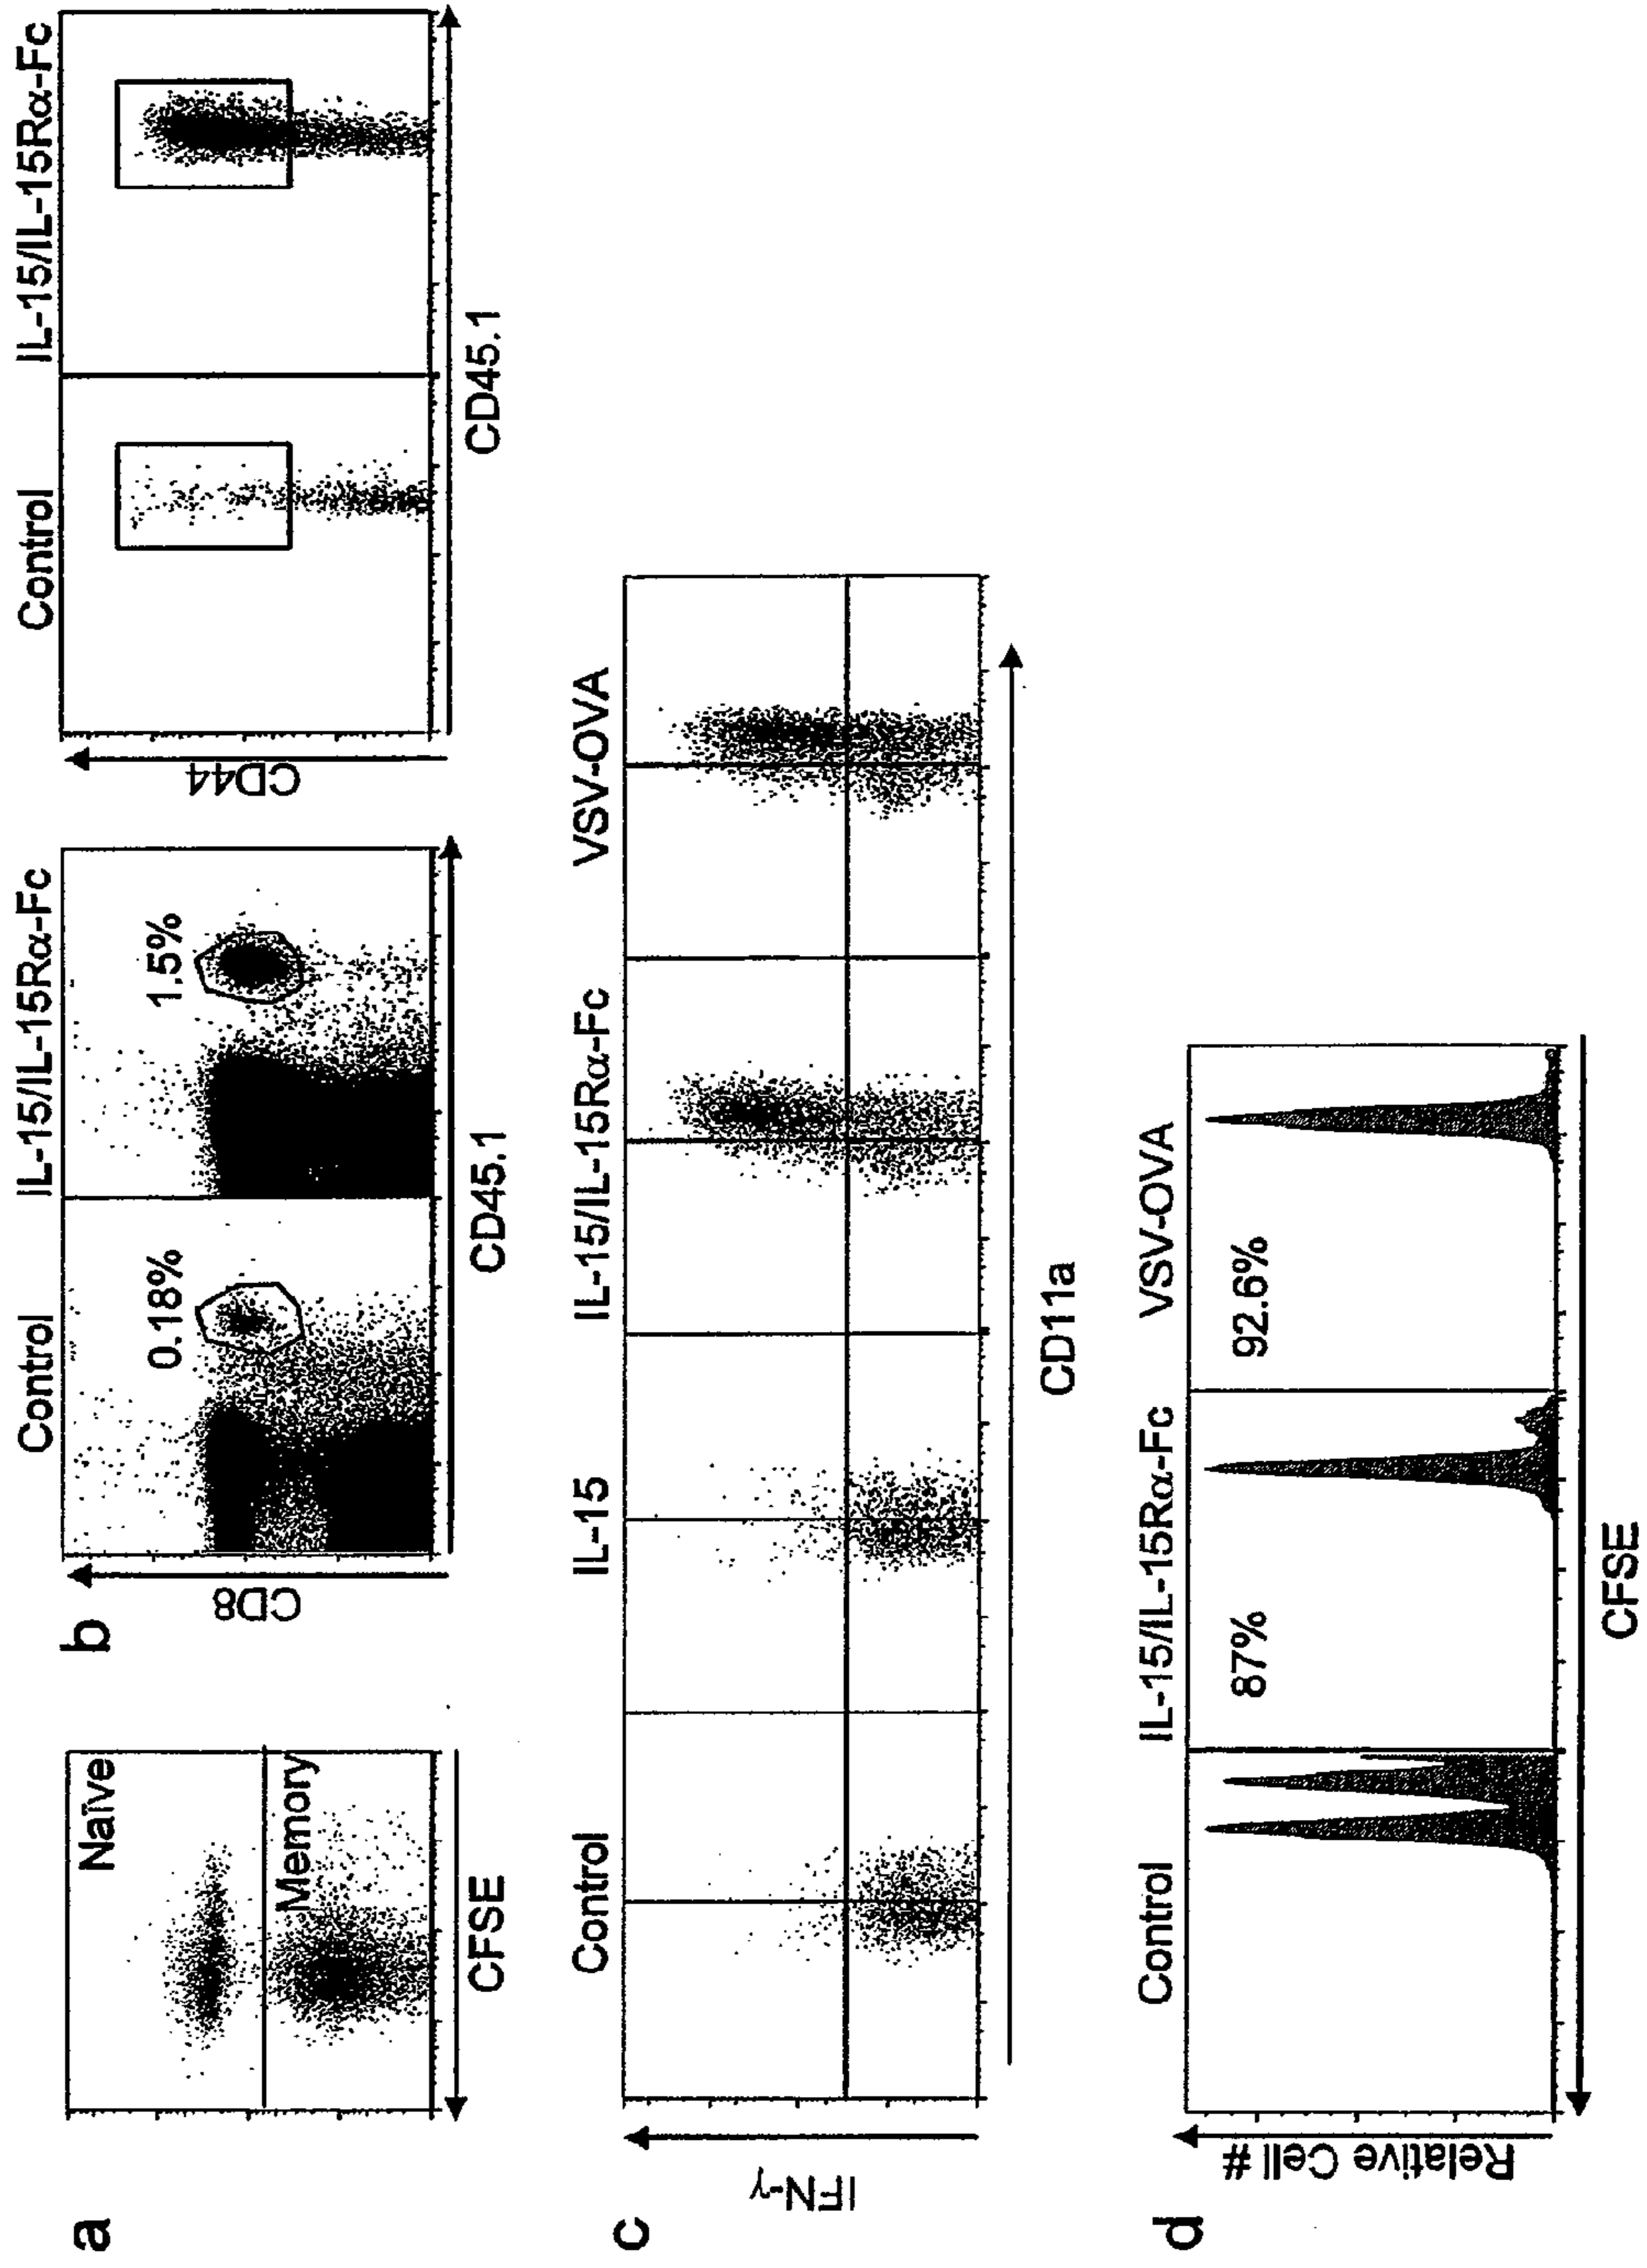 a
Naïve
Memory
CFSE
b
Control
IL-15/IL-15Rα-Fc
0.18%
1.5%
CD8
CD45.1
Control
IL-15/IL-15Rα-Fc
CD44
CD45.1
c
Control
IL-15
IL-15/IL-15Rα-Fc
VSV-OVA
IFN-γ
CD11a
d
Control
IL-15/IL-15Rα-Fc
VSV-OVA
87%
92.6%
Relative Cell #
CFSE